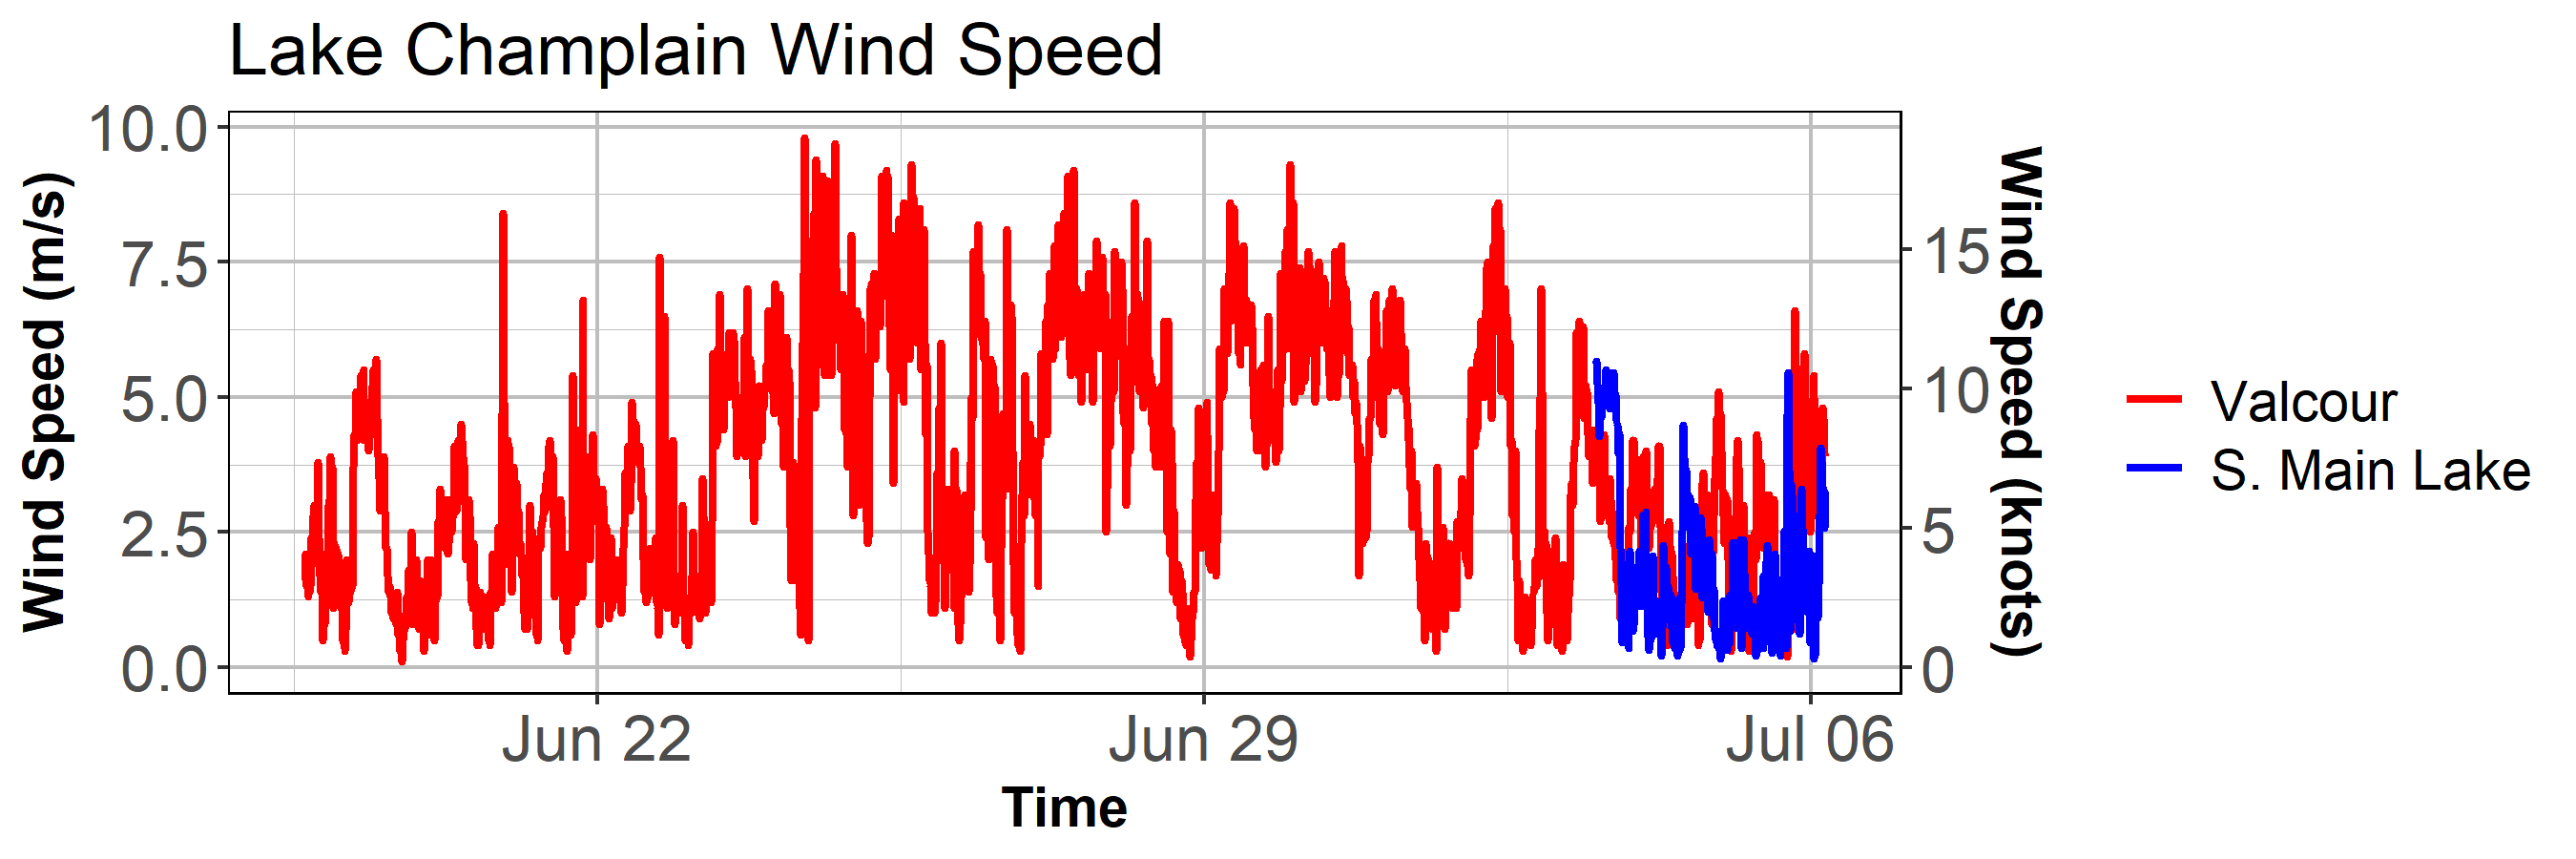 Lake Champlain Wind Speed
Wind Speed (m/s)
10.0
7.5
5.0
2.5
0.0
Jun 22
Jun 29
Jul 06
Time
15
10
5
0
Wind Speed (knots)
Valcour
S. Main Lake